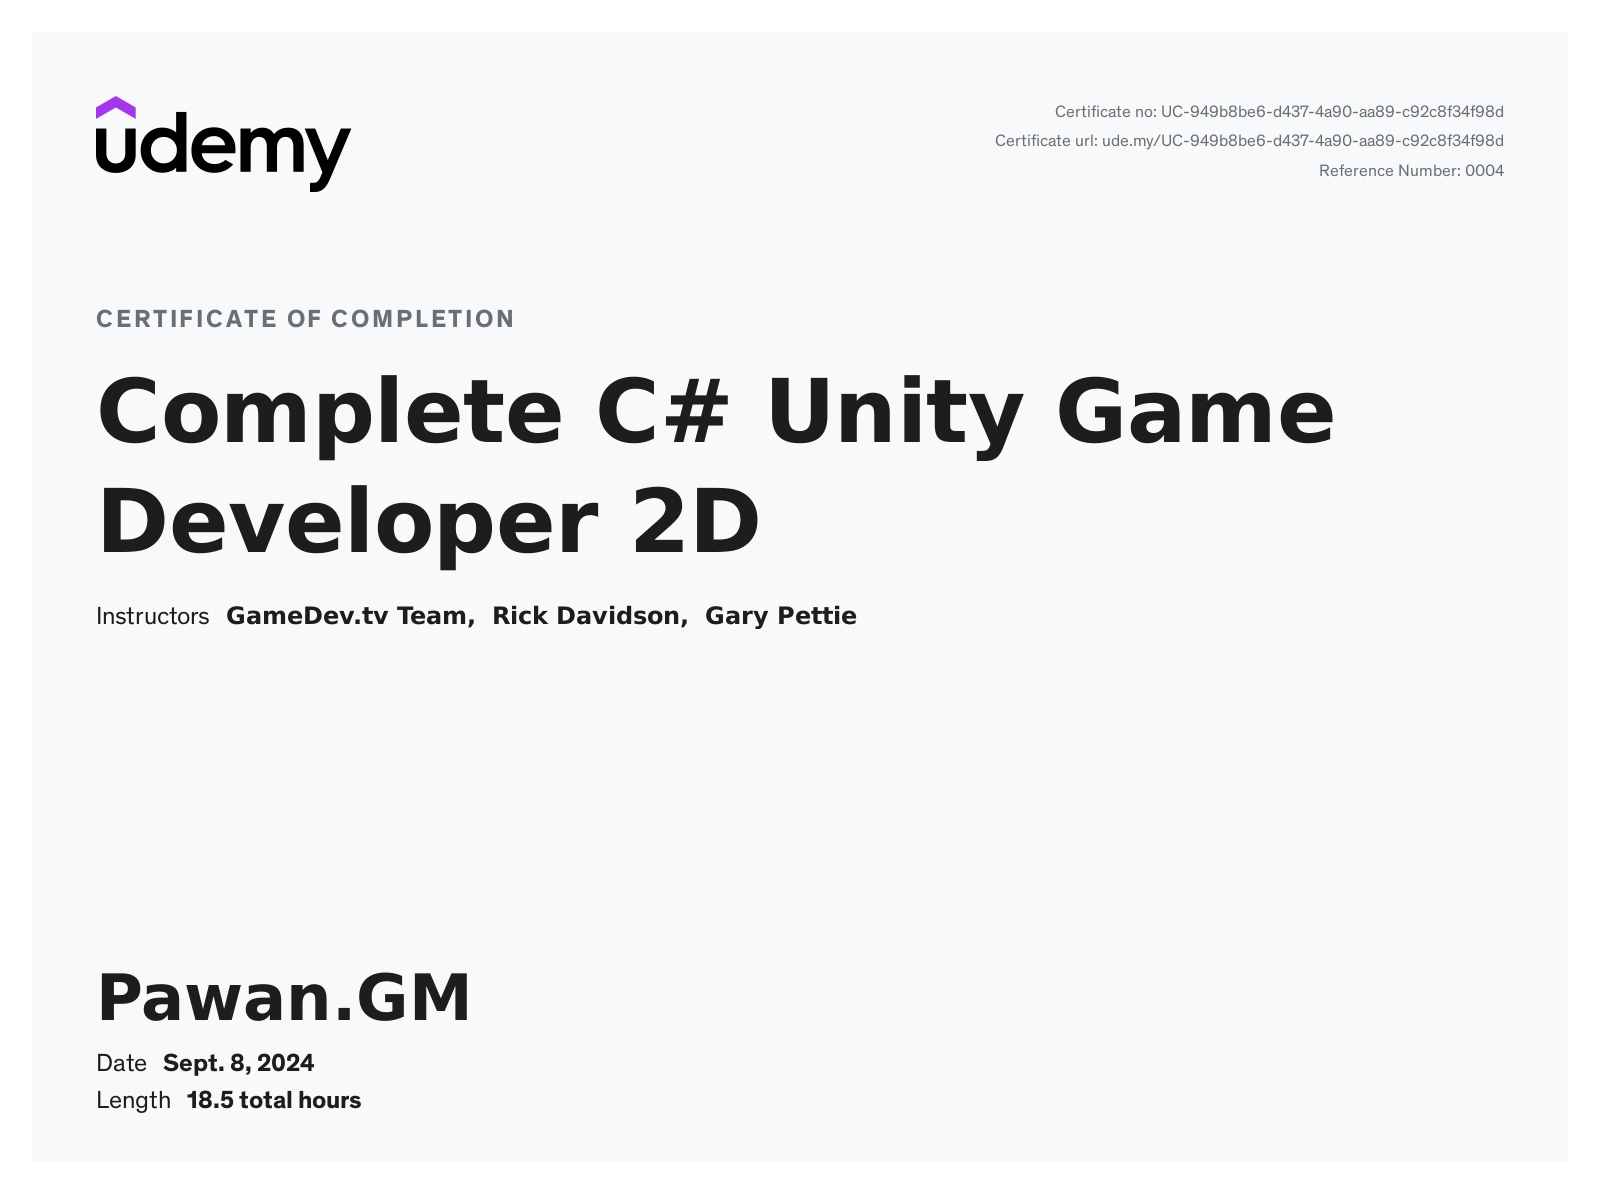 udemy
Certificate no: UC-949b8be6-d437-4a90-aa89-c92c8f34f98d
Certificate url: ude.my/UC-949b8be6-d437-4a90-aa89-c92c8f34f98d
Reference Number: 0004
CERTIFICATE OF COMPLETION
Complete C# Unity Game
Developer 2D
Instructors GameDev.tv Team, Rick Davidson, Gary Pettie
Pawan.GM
Date Sept. 8, 2024
Length 18.5 total hours